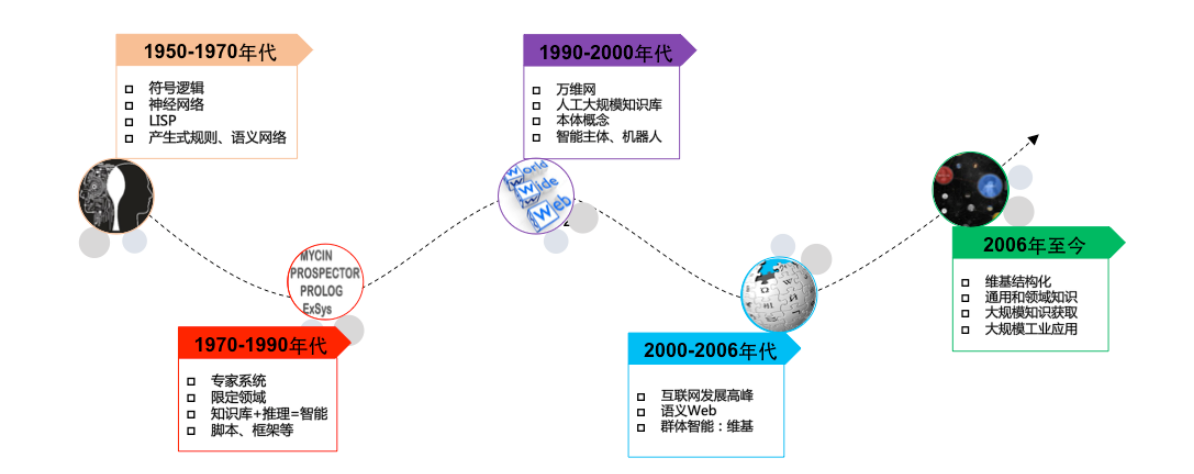 1950-1970年代
符号逻辑
神经网络
LISP
产生式规则、语义网络
MYCIN
PROSPECTOR
PROLOG
ExSys
1970-1990年代
专家系统
限定领域
知识库+推理=智能
脚本、框架等
1990-2000年代
万维网
人工大规模知识库
本体概念
智能主体、机器人
World
Wide
Web
2000-2006年代
互联网发展高峰
语义Web
群体智能：维基
2006年至今
维基结构化
通用和领域知识
大规模知识获取
大规模工业应用